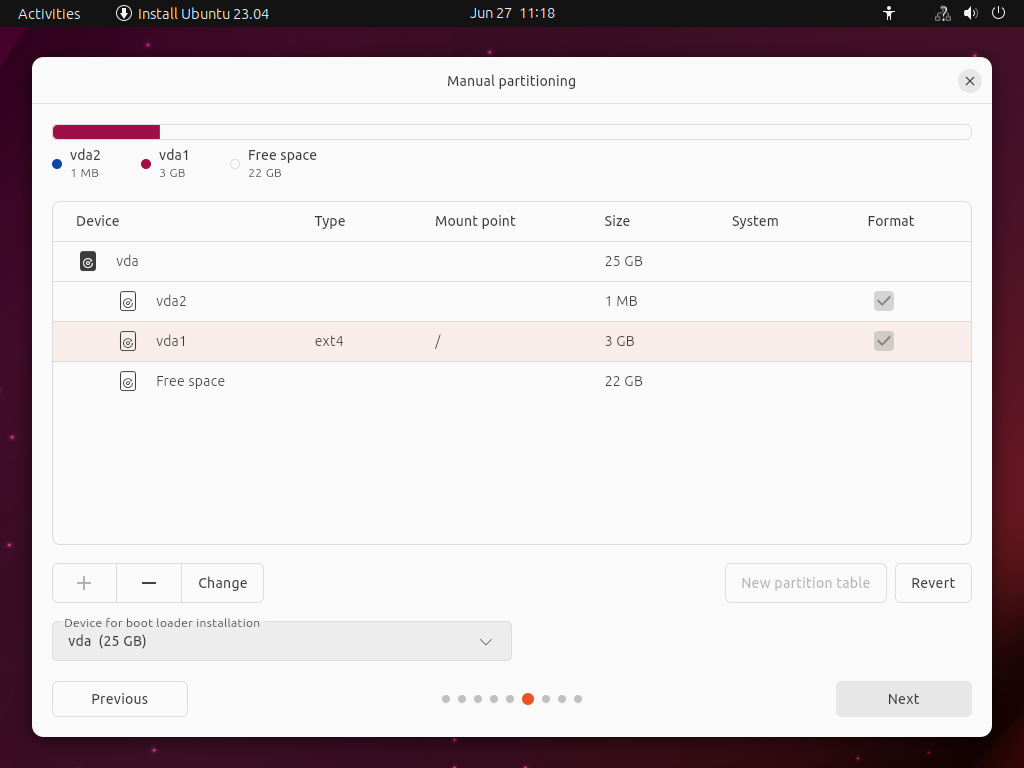 Activities Install Ubuntu 23.04 Jun 27 11:18
Manual partitioning
vda2 vda1 Free space
1 MB 3 GB 22 GB
Device Type Mount point Size System Format
vda 25 GB
vda2 1 MB
vda1 ext4 / 3 GB
Free space 22 GB
+ − Change New partition table Revert
Device for boot loader installation
vda (25 GB)
Previous Next